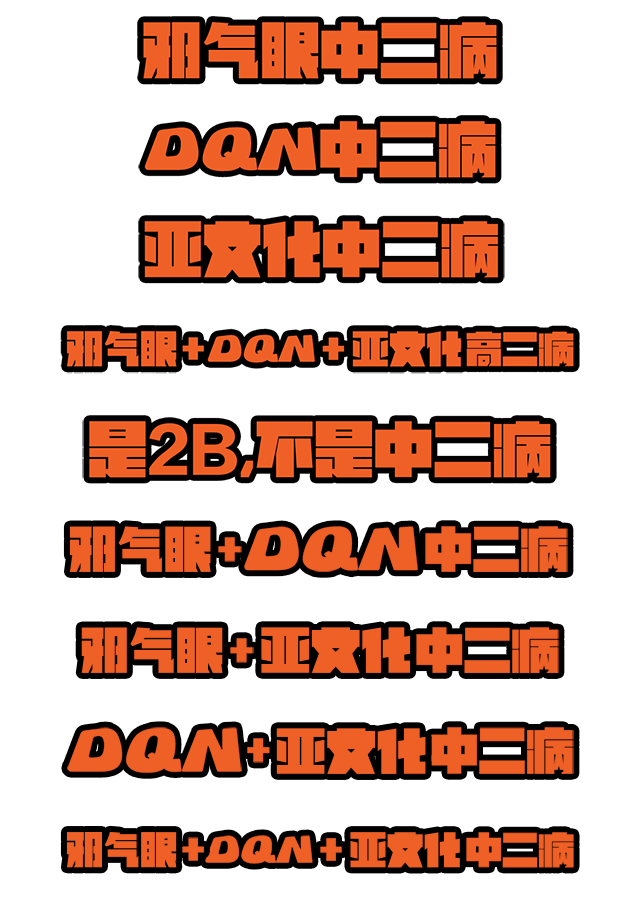 邪气眼中二病
DQN中二病
亚文化中二病
邪气眼+DQN+亚文化高二病
是2B,不是中二病
邪气眼+DQN中二病
邪气眼+亚文化中二病
DQN+亚文化中二病
邪气眼+DQN+亚文化中二病